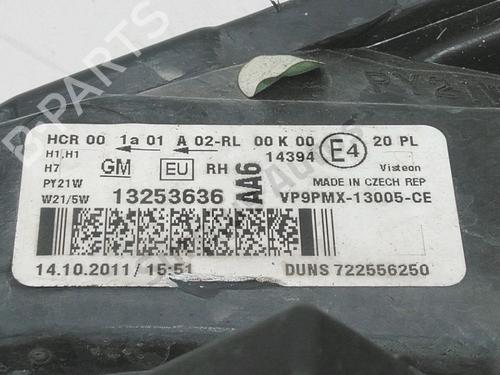 PY21W
HCR 00 1a 01 A 02-RL 00 K 00 E4 20 PL
H1,H1 14394
H7 GM EU RH AA6 Visteon
PY21W MADE IN CZECH REP
W21/5W 13253636 VP9PMX-13005-CE
14.10.2011/ 15:51 DUNS 722556250